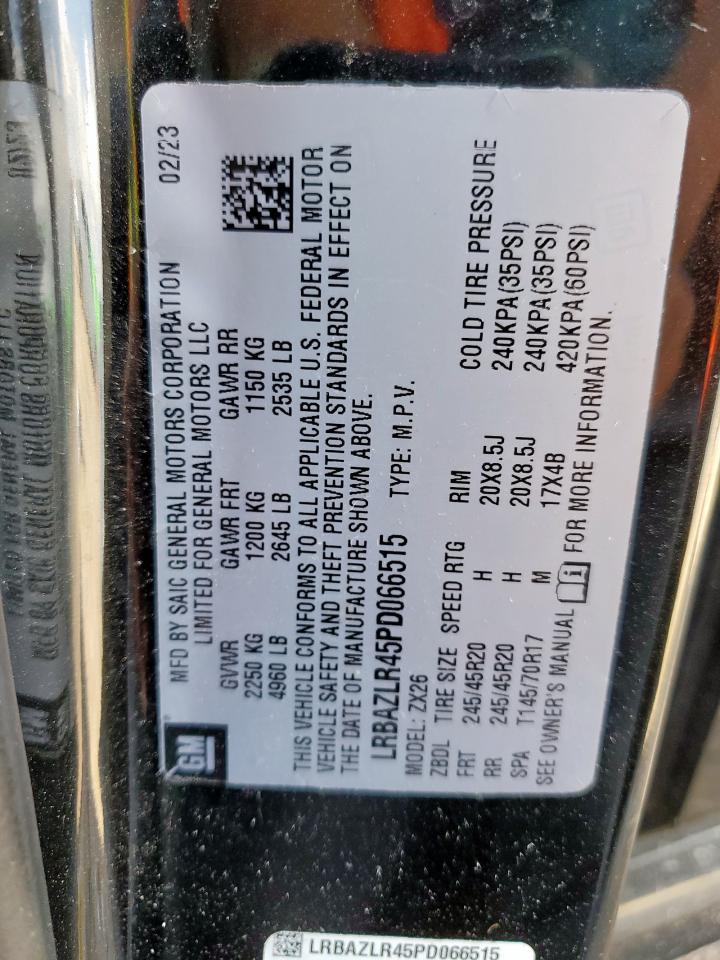 GM
MFD BY SAIC GENERAL MOTORS CORPORATION 02/23
LIMITED FOR GENERAL MOTORS LLC
GVWR GAWR FRT GAWR RR
2250 KG 1200 KG 1150 KG
4960 LB 2645 LB 2535 LB
THIS VEHICLE CONFORMS TO ALL APPLICABLE U.S. FEDERAL MOTOR
VEHICLE SAFETY AND THEFT PREVENTION STANDARDS IN EFFECT ON
THE DATE OF MANUFACTURE SHOWN ABOVE.
LRBAZLR45PD066515 TYPE: M.P.V.
MODEL: ZX26
ZBDL TIRE SIZE SPEED RTG RIM COLD TIRE PRESSURE
FRT 245/45R20 H 20X8.5J 240KPA(35PSI)
RR 245/45R20 H 20X8.5J 240KPA(35PSI)
SPA T145/70R17 M 17X4B 420KPA(60PSI)
SEE OWNER'S MANUAL FOR MORE INFORMATION.
LRBAZLR45PD066515